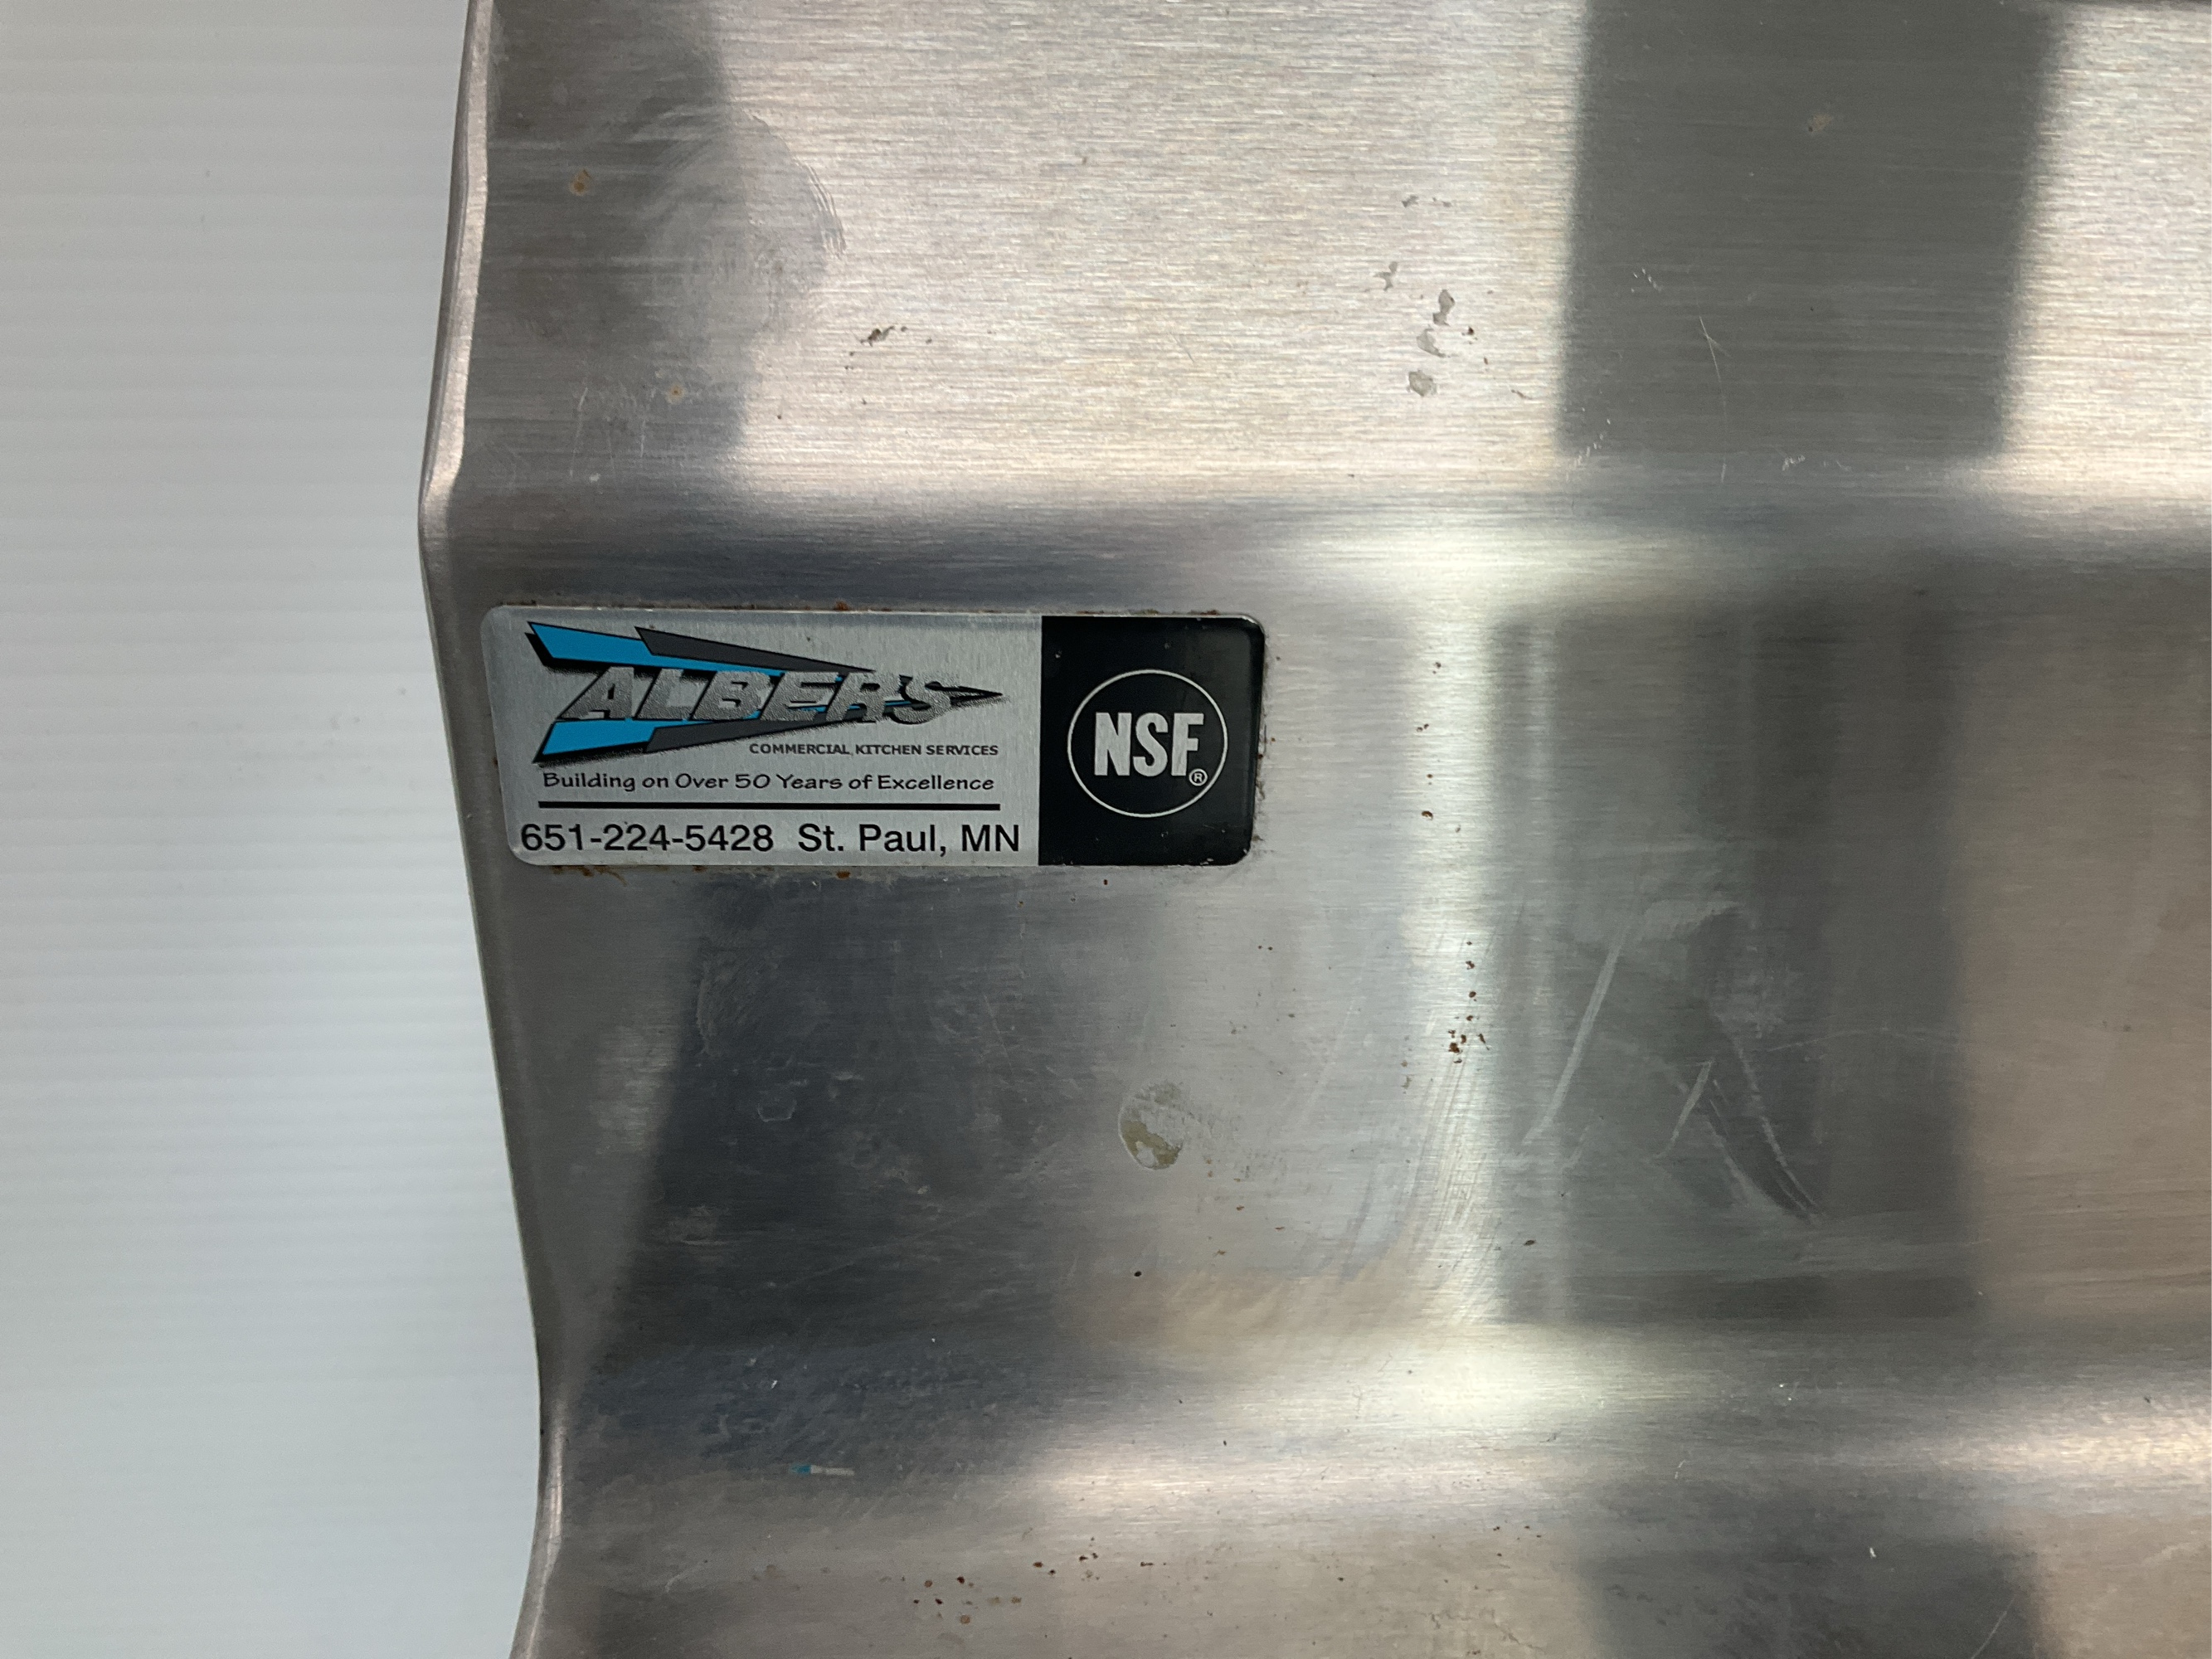 ALBERS
COMMERCIAL KITCHEN SERVICES
Building on Over 50 Years of Excellence
651-224-5428 St. Paul, MN
NSF®